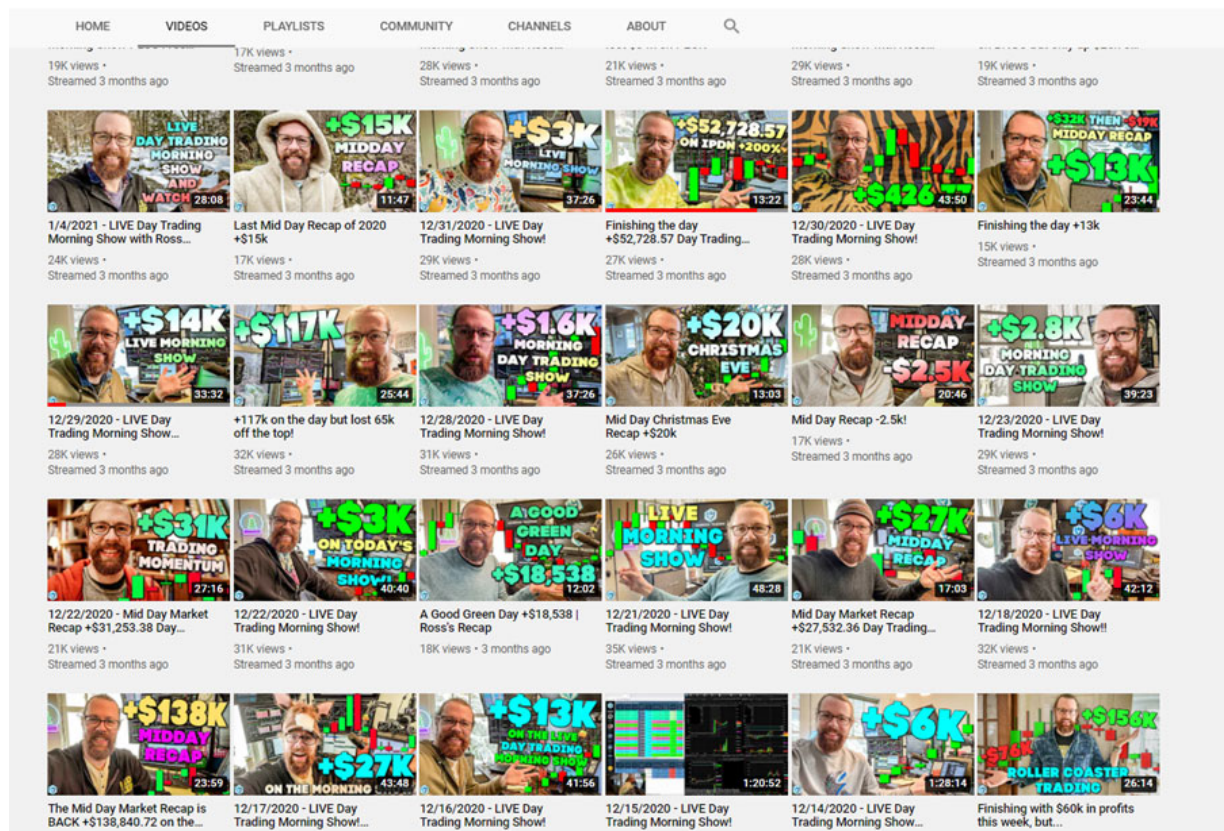 HOME VIDEOS PLAYLISTS COMMUNITY CHANNELS ABOUT
19K views • 17K views • 28K views • 21K views • 29K views • 19K views •
Streamed 3 months ago Streamed 3 months ago Streamed 3 months ago Streamed 3 months ago Streamed 3 months ago Streamed 3 months ago
LIVE
DAY TRADING
MORNING
SHOW
AND
WATCH 28:08
+$15K
MIDDAY
RECAP
11:47
+$3K
LIVE
MORNING SHOW
37:26
+$52,728.57
ON IPDN +200%
13:22
+$426 43:50
+$32K THEN -$19K
MIDDAY RECAP
+$13K
23:44
1/4/2021 - LIVE Day Trading
Morning Show with Ross...
24K views •
Streamed 3 months ago
Last Mid Day Recap of 2020
+$15k
17K views •
Streamed 3 months ago
12/31/2020 - LIVE Day
Trading Morning Show!
29K views •
Streamed 3 months ago
Finishing the day
+$52,728.57 Day Trading...
27K views •
Streamed 3 months ago
12/30/2020 - LIVE Day
Trading Morning Show!
28K views •
Streamed 3 months ago
Finishing the day +13k
15K views •
Streamed 3 months ago
+$14K
LIVE MORNING
SHOW
33:32
+$117K
25:44
+$1.6K
MORNING
DAY TRADING
SHOW
37:26
+$20K
CHRISTMAS
EVE
13:03
MIDDAY
RECAP
-$2.5K
20:46
+$2.8K
MORNING
DAY TRADING
SHOW
39:23
12/29/2020 - LIVE Day
Trading Morning Show...
28K views •
Streamed 3 months ago
+117k on the day but lost 65k
off the top!
32K views •
Streamed 3 months ago
12/28/2020 - LIVE Day
Trading Morning Show!
31K views •
Streamed 3 months ago
Mid Day Christmas Eve
Recap +$20k
26K views •
Streamed 3 months ago
Mid Day Recap -2.5k!
17K views •
Streamed 3 months ago
12/23/2020 - LIVE Day
Trading Morning Show!
29K views •
Streamed 3 months ago
+$31K
TRADING
MOMENTUM
27:16
+$3K
ON TODAY'S
MORNING
SHOW!
40:40
A GOOD
GREEN
DAY
+$18,538
12:02
LIVE
MORNING
SHOW
48:28
+$27K
MIDDAY
RECAP
17:03
+$6K
LIVE MORNING
SHOW
42:12
12/22/2020 - Mid Day Market
Recap +$31,253.38 Day...
21K views •
Streamed 3 months ago
12/22/2020 - LIVE Day
Trading Morning Show!
31K views •
Streamed 3 months ago
A Good Green Day +$18,538 |
Ross's Recap
18K views • 3 months ago
12/21/2020 - LIVE Day
Trading Morning Show!
35K views •
Streamed 3 months ago
Mid Day Market Recap
+$27,532.36 Day Trading...
21K views •
Streamed 3 months ago
12/18/2020 - LIVE Day
Trading Morning Show!!
32K views •
Streamed 3 months ago
+$138K
MIDDAY
RECAP
23:59
+$27K
ON THE MORNING
43:48
+$13K
ON THE LIVE
DAY TRADING
MORNING SHOW
41:56
1:20:52
+$6K
1:28:14
+$156K
-$76K
ROLLER COASTER
TRADING
26:14
The Mid Day Market Recap is
BACK +$138,840.72 on the...
12/17/2020 - LIVE Day
Trading Morning Show!...
12/16/2020 - LIVE Day
Trading Morning Show!
12/15/2020 - LIVE Day
Trading Morning Show!
12/14/2020 - LIVE Day
Trading Morning Show...
Finishing with $60k in profits
this week, but...